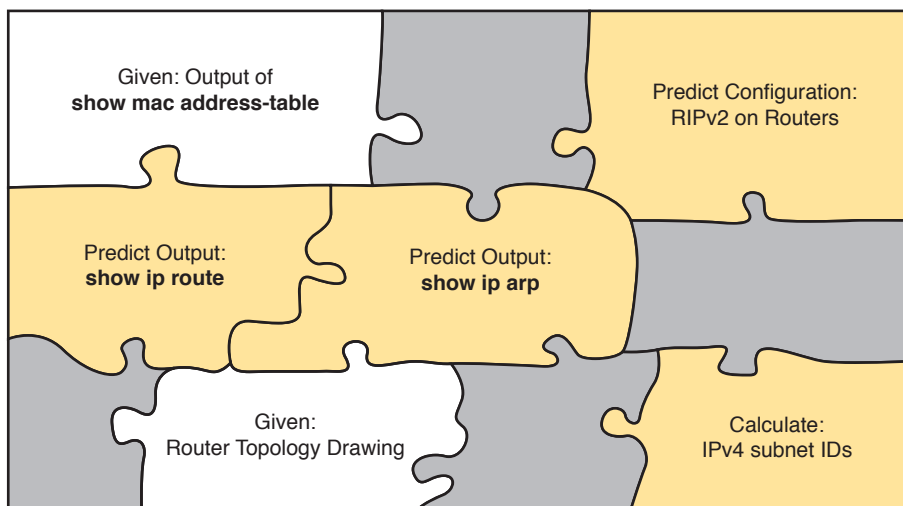 Given: Output of
show mac address-table
Predict Configuration:
RIPv2 on Routers
Predict Output:
show ip route
Predict Output:
show ip arp
Given:
Router Topology Drawing
Calculate:
IPv4 subnet IDs